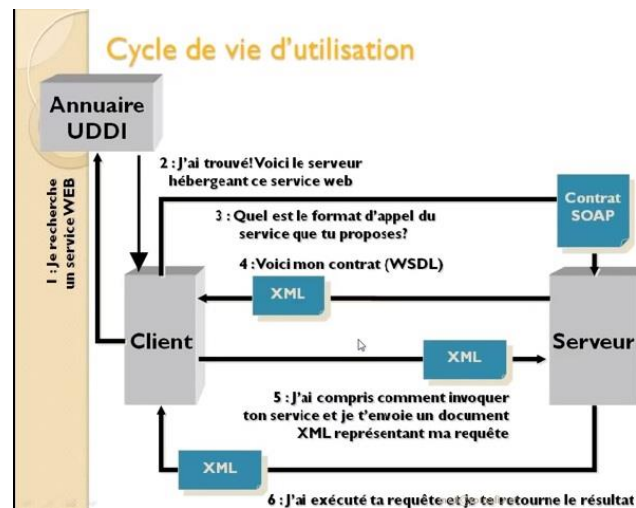 Cycle de vie d'utilisation
Annuaire
UDDI
1 : Je recherche
un service WEB
2 : J'ai trouvé! Voici le serveur
hébergeant ce service web
Contrat
SOAP
3 : Quel est le format d'appel du
service que tu proposes?
4 : Voici mon contrat (WSDL)
XML
Client
XML
Serveur
5 : J'ai compris comment invoquer
ton service et je t'envoie un document
XML représentant ma requête
XML
6 : J'ai exécuté ta requête et je te retourne le résultat